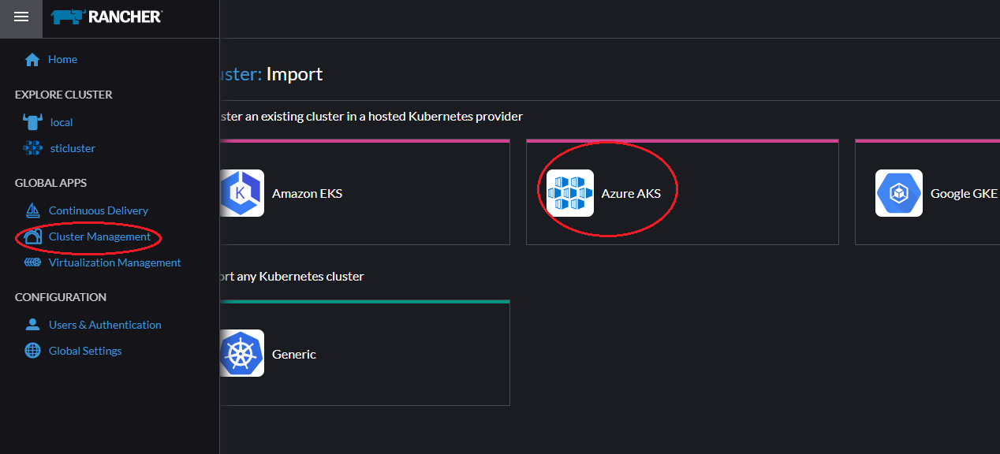 RANCHER
Home
EXPLORE CLUSTER
local
sticluster
GLOBAL APPS
Continuous Delivery
Cluster Management
Virtualization Management
CONFIGURATION
Users & Authentication
Global Settings
uster: Import
ster an existing cluster in a hosted Kubernetes provider
K
Amazon EKS
Azure AKS
Google GKE
ort any Kubernetes cluster
Generic